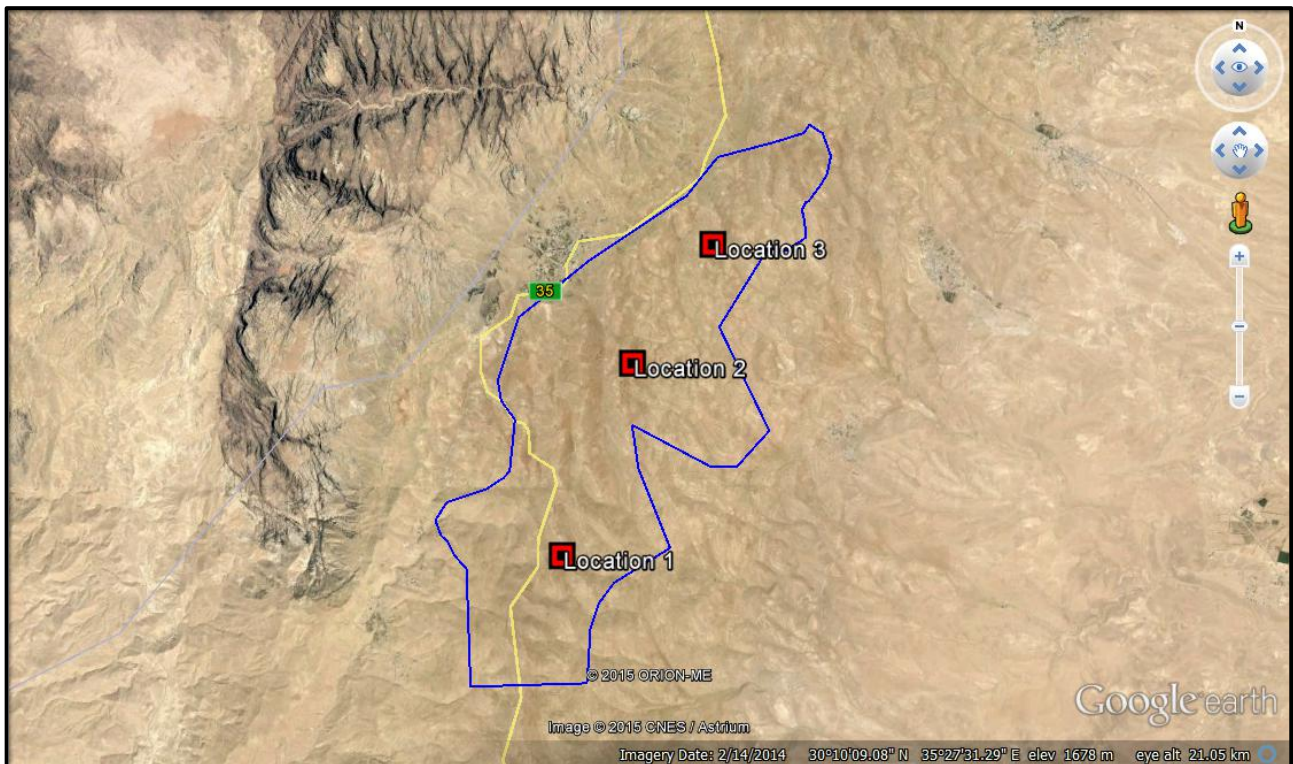 N
Location 3
35
Location 2
Location 1
© 2015 ORION-ME
Google earth
Image © 2015 CNES / Astrium
Imagery Date: 2/14/2014 30°10'09.08" N 35°27'31.29" E elev 1678 m eye alt 21.05 km